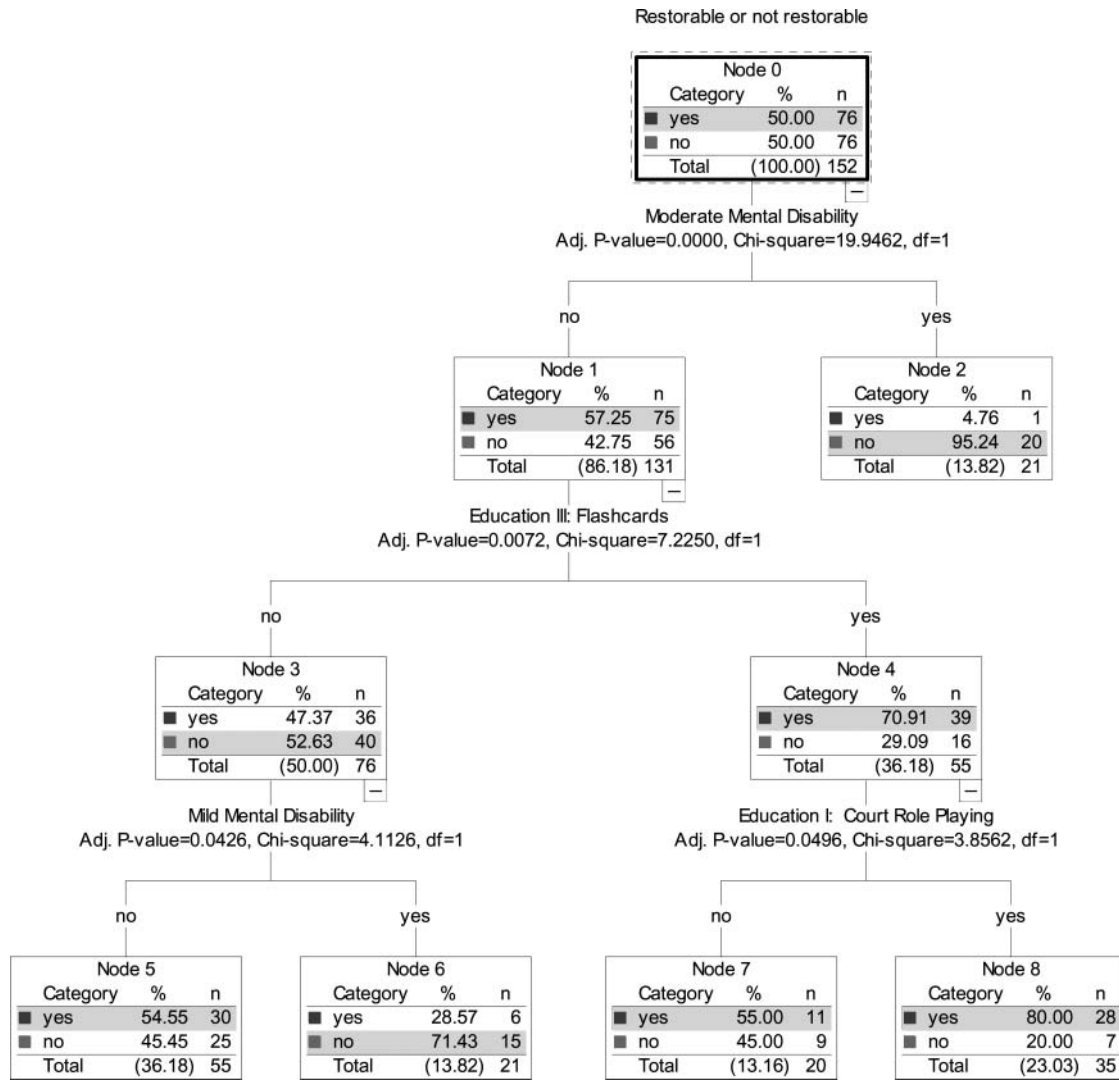 Restorable or not restorable
Node 0
Category % n
yes 50.00 76
no 50.00 76
Total (100.00) 152
Moderate Mental Disability
Adj. P-value=0.0000, Chi-square=19.9462, df=1
no
yes
Node 1
Category % n
yes 57.25 75
no 42.75 56
Total (86.18) 131
Node 2
Category % n
yes 4.76 1
no 95.24 20
Total (13.82) 21
Education III: Flashcards
Adj. P-value=0.0072, Chi-square=7.2250, df=1
no
yes
Node 3
Category % n
yes 47.37 36
no 52.63 40
Total (50.00) 76
Node 4
Category % n
yes 70.91 39
no 29.09 16
Total (36.18) 55
Mild Mental Disability
Adj. P-value=0.0426, Chi-square=4.1126, df=1
Education I: Court Role Playing
Adj. P-value=0.0496, Chi-square=3.8562, df=1
no
yes
no
yes
Node 5
Category % n
yes 54.55 30
no 45.45 25
Total (36.18) 55
Node 6
Category % n
yes 28.57 6
no 71.43 15
Total (13.82) 21
Node 7
Category % n
yes 55.00 11
no 45.00 9
Total (13.16) 20
Node 8
Category % n
yes 80.00 28
no 20.00 7
Total (23.03) 35